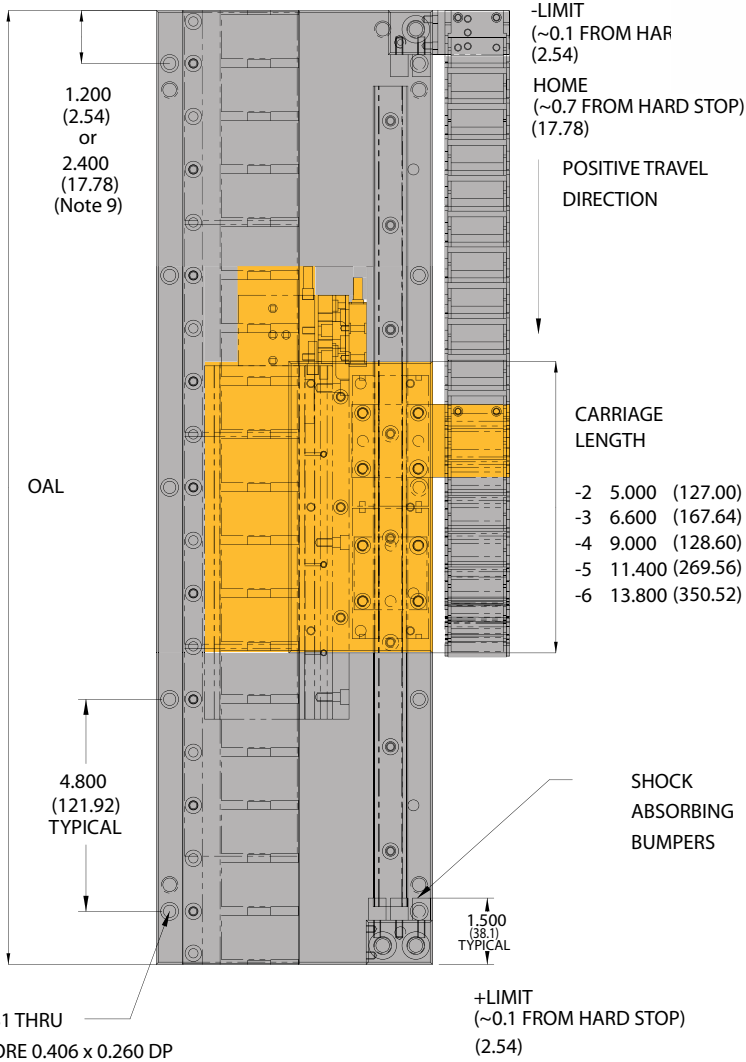 -LIMIT
(~0.1 FROM HAR
(2.54)
HOME
(~0.7 FROM HARD STOP)
(17.78)
1.200
(2.54)
or
2.400
(17.78)
(Note 9)
POSITIVE TRAVEL
DIRECTION
CARRIAGE
LENGTH
OAL
-2 5.000 (127.00)
-3 6.600 (167.64)
-4 9.000 (128.60)
-5 11.400 (269.56)
-6 13.800 (350.52)
4.800
(121.92)
TYPICAL
SHOCK
ABSORBING
BUMPERS
1.500
(38.1)
TYPICAL
1 THRU
ORE 0.406 x 0.260 DP
+LIMIT
(~0.1 FROM HARD STOP)
(2.54)